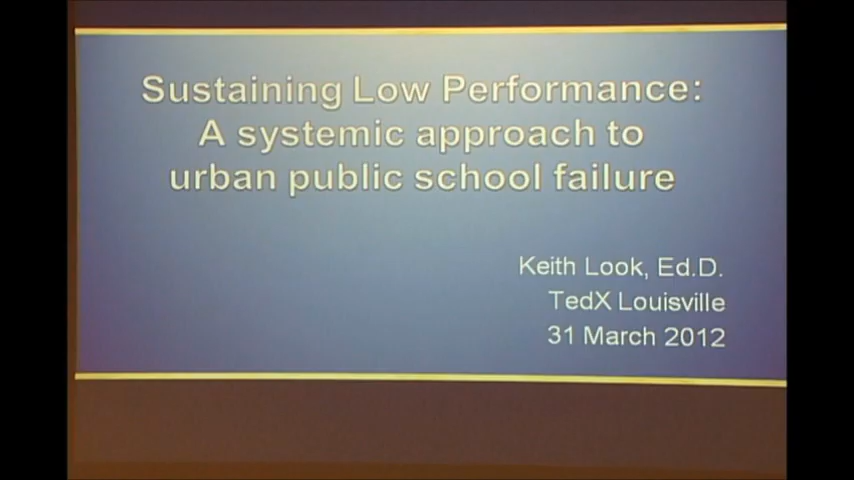 Sustaining Low Performance:
A systemic approach to
urban public school failure
Keith Look, Ed.D.
TedX Louisville
31 March 2012